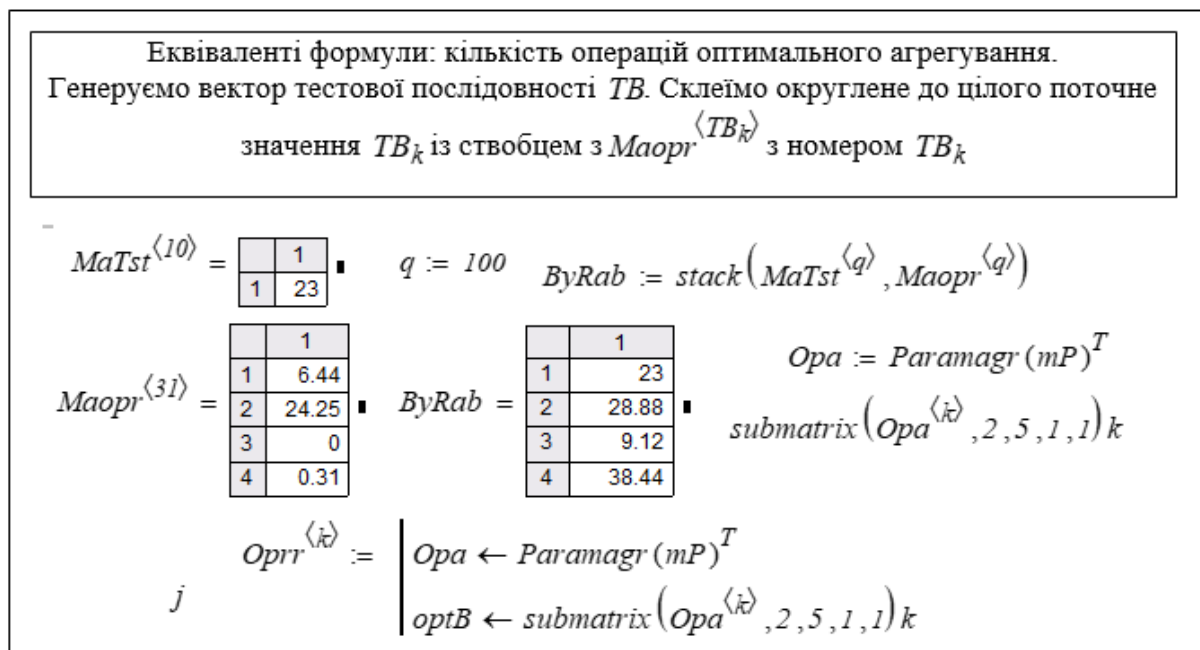 Еквіваленті формули: кількість операцій оптимального агрегування.
Генеруємо вектор тестової послідовності TB. Склеїмо округлене до цілого поточне
значення TB_k із ствобцем з Maopr^⟨TB_k⟩ з номером TB_k
MaTst^⟨10⟩ =
1
1 23
q := 100
ByRab := stack(MaTst^⟨q⟩, Maopr^⟨q⟩)
Maopr^⟨31⟩ =
1
1 6.44
2 24.25
3 0
4 0.31
ByRab =
1
1 23
2 28.88
3 9.12
4 38.44
Opa := Paramagr(mP)^T
submatrix(Opa^⟨k⟩, 2, 5, 1, 1) k
Oprr^⟨k⟩ :=
Opa ← Paramagr(mP)^T
optB ← submatrix(Opa^⟨k⟩, 2, 5, 1, 1) k
j